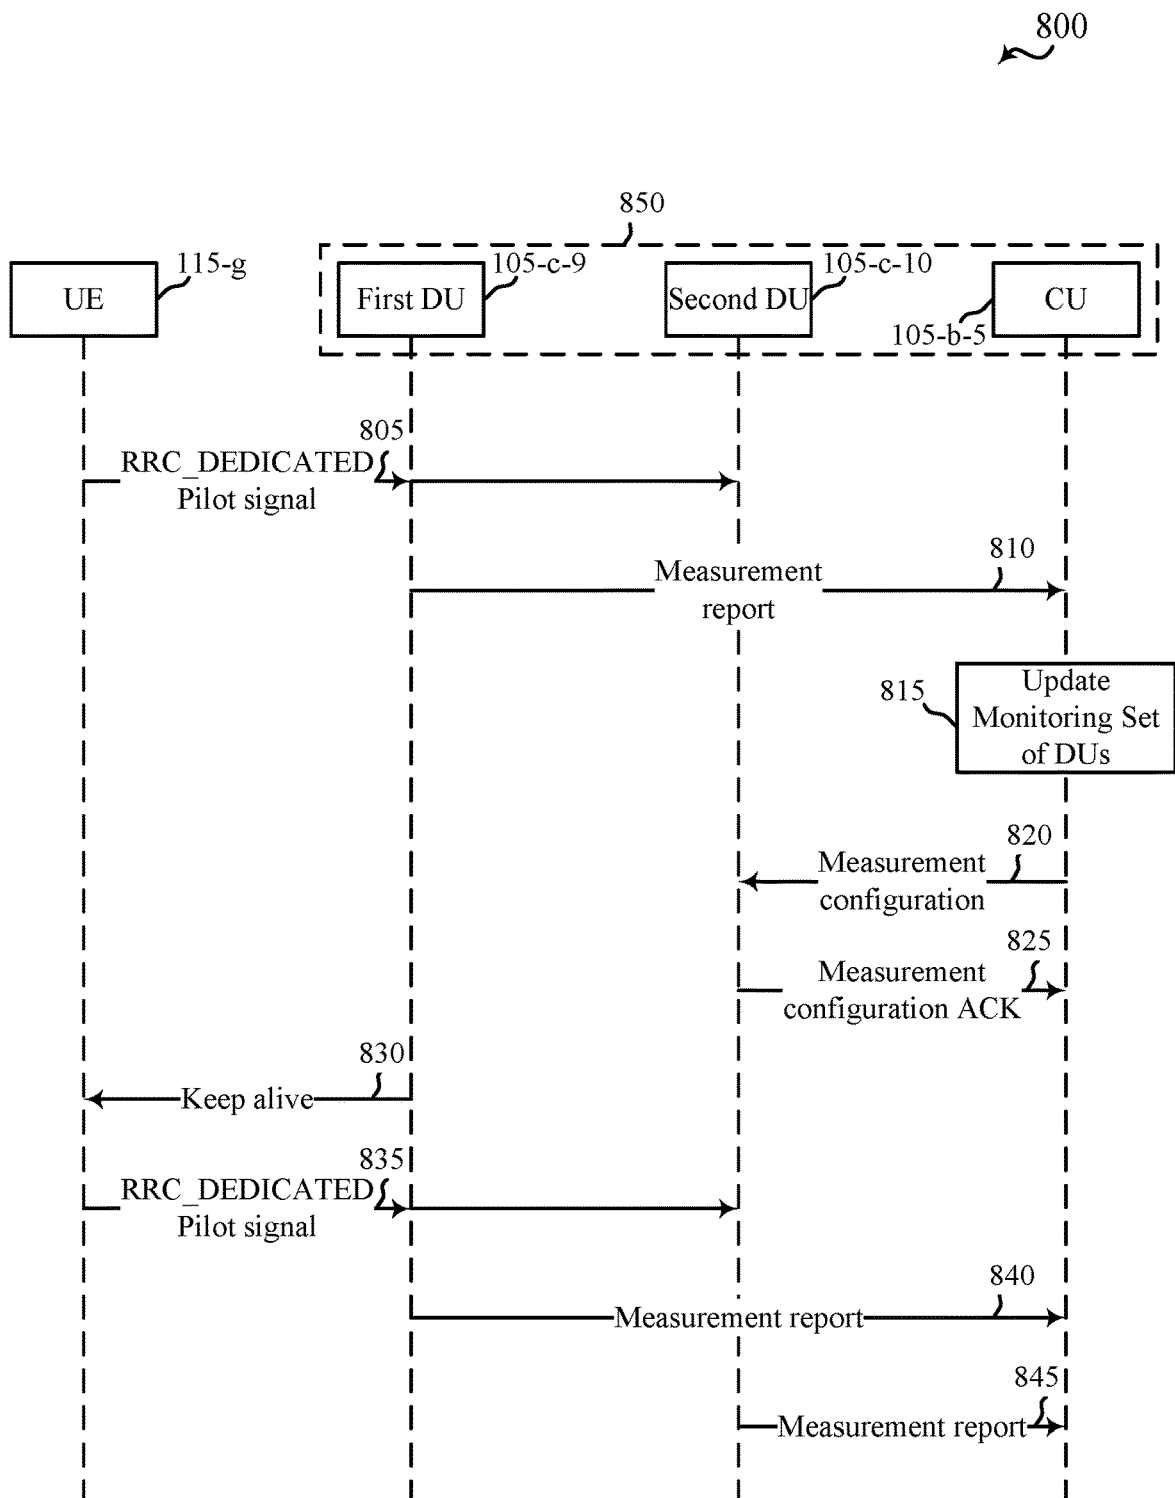 800
850
115-g
105-c-9
105-c-10
UE
First DU
Second DU
CU
105-b-5
805
RRC_DEDICATED
Pilot signal
810
Measurement
report
815
Update
Monitoring Set
of DUs
820
Measurement
configuration
825
Measurement
configuration ACK
830
Keep alive
835
RRC_DEDICATED
Pilot signal
840
Measurement report
845
Measurement report